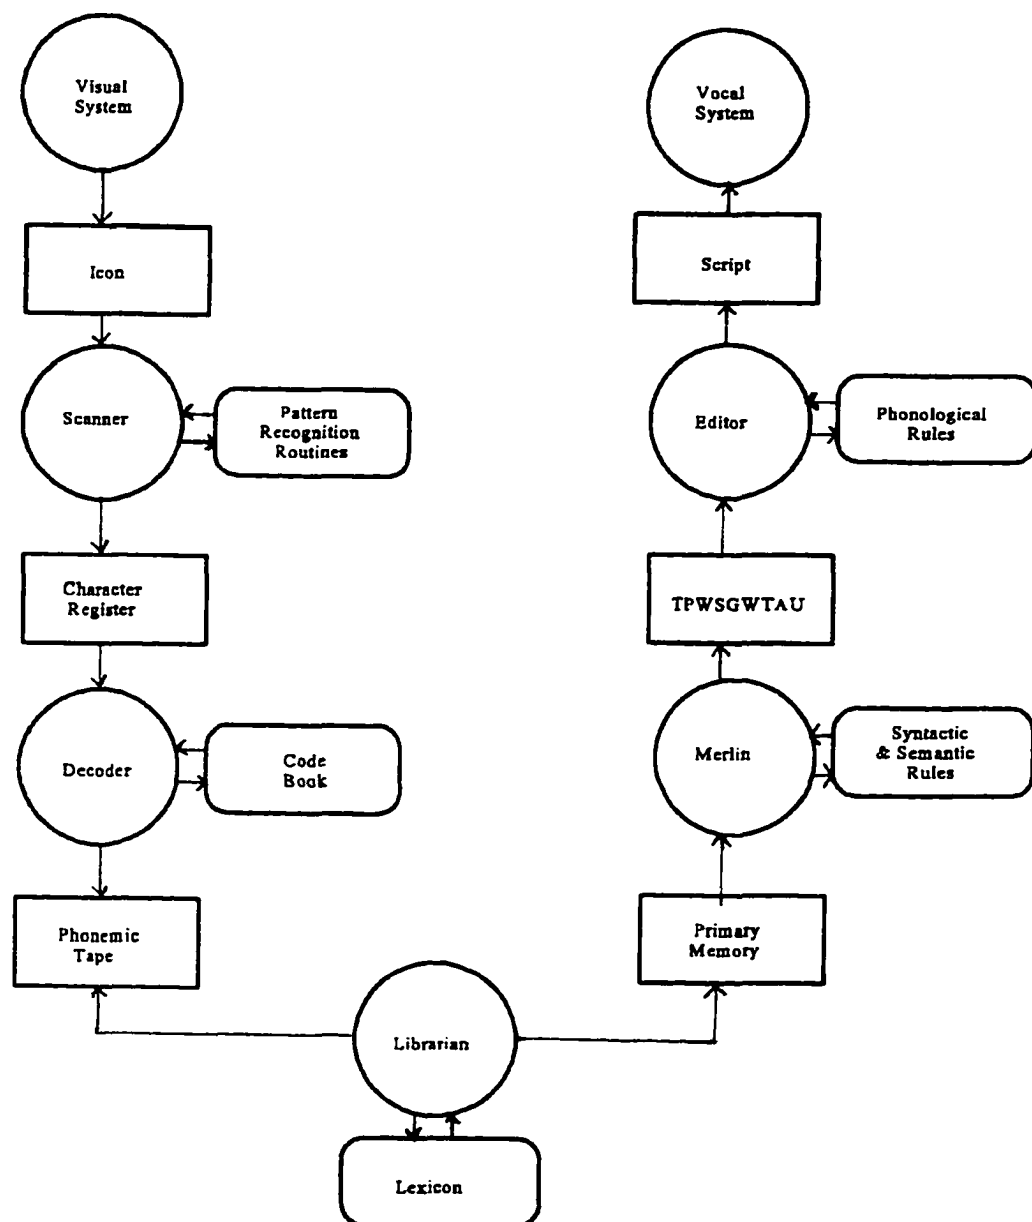 Visual
System
Vocal
System
Icon
Script
Scanner
Pattern
Recognition
Routines
Editor
Phonological
Rules
Character
Register
TPWSGWTAU
Decoder
Code
Book
Merlin
Syntactic
& Semantic
Rules
Phonemic
Tape
Primary
Memory
Librarian
Lexicon